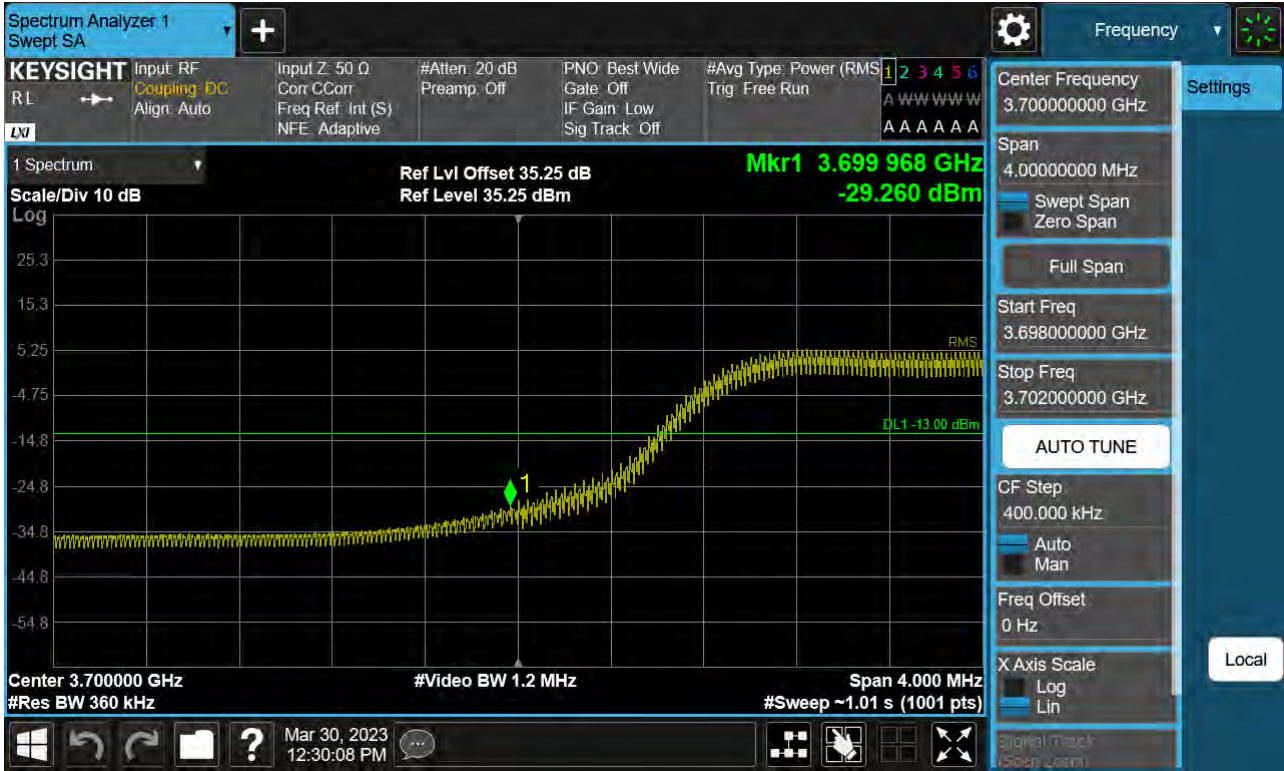 Spectrum Analyzer 1
Swept SA
Frequency
KEYSIGHT
RL
LXI
Input: RF
Coupling: DC
Align: Auto
Input Z: 50 Ω
Corr CCorr
Freq Ref: Int (S)
NFE: Adaptive
#Atten: 20 dB
Preamp: Off
PNO: Best Wide
Gate: Off
IF Gain: Low
Sig Track: Off
#Avg Type: Power (RMS
Trig: Free Run
1 2 3 4 5 6
A W W W W W
A A A A A A
1 Spectrum
Scale/Div 10 dB
Ref Lvl Offset 35.25 dB
Ref Level 35.25 dBm
Mkr1 3.699 968 GHz
-29.260 dBm
Log
25.3
15.3
5.25
-4.75
-14.8
-24.8
-34.8
-44.8
-54.8
RMS
DL1 -13.00 dBm
1
Center 3.700000 GHz
#Res BW 360 kHz
#Video BW 1.2 MHz
Span 4.000 MHz
#Sweep ~1.01 s (1001 pts)
Center Frequency
3.700000000 GHz
Span
4.00000000 MHz
Swept Span
Zero Span
Full Span
Start Freq
3.698000000 GHz
Stop Freq
3.702000000 GHz
AUTO TUNE
CF Step
400.000 kHz
Auto
Man
Freq Offset
0 Hz
X Axis Scale
Log
Lin
Signal Track
(Span Zoom)
Settings
Local
?
Mar 30, 2023
12:30:08 PM